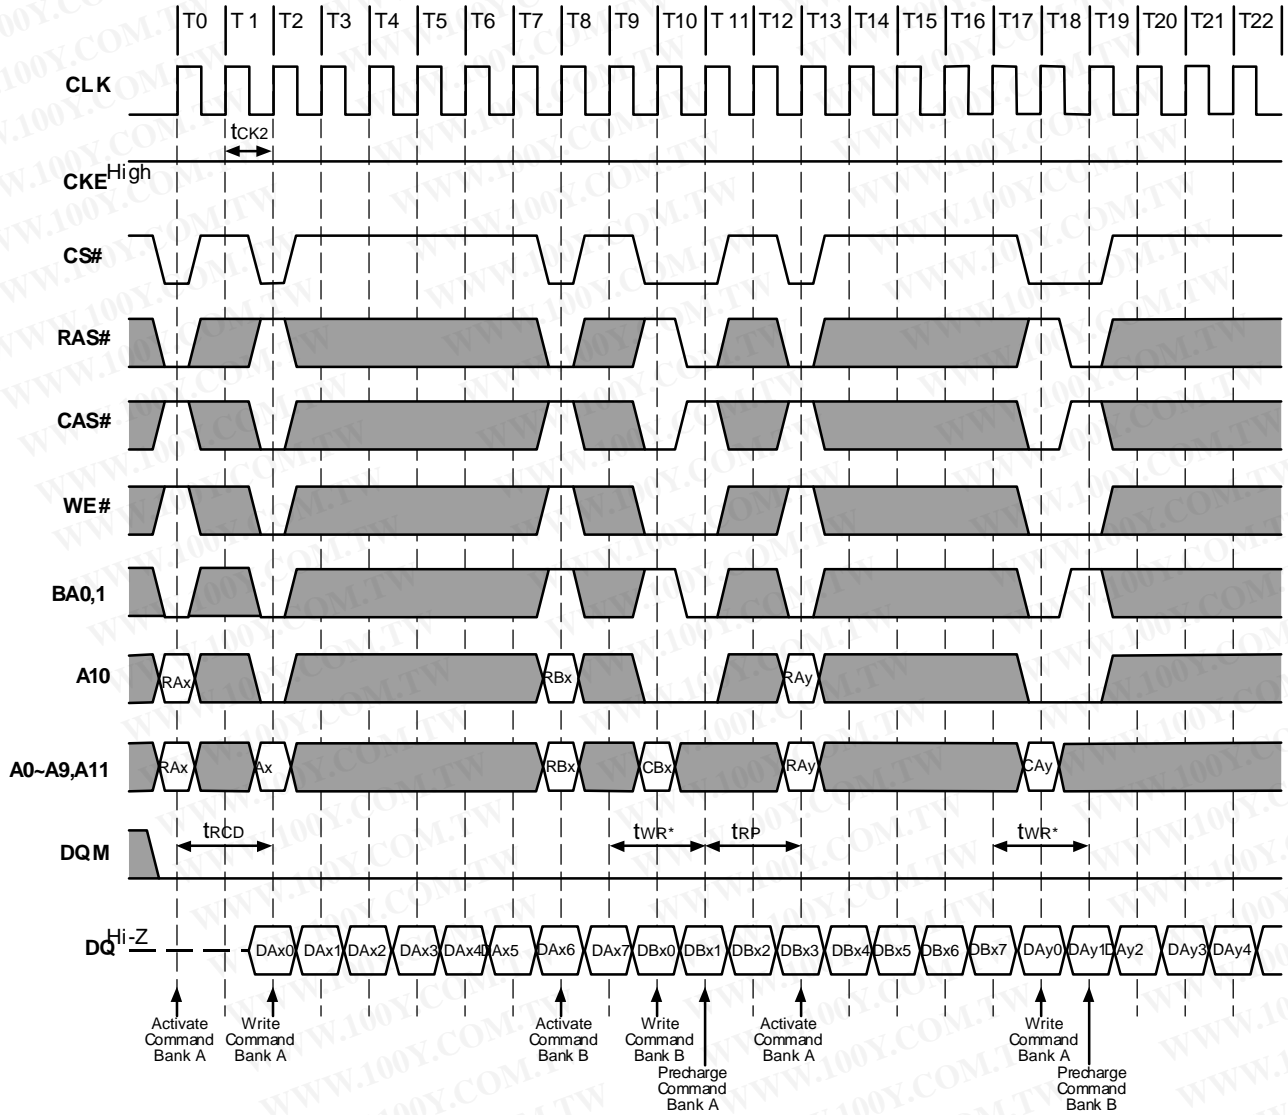 T0 T 1 T2 T3 T4 T5 T6 T7 T8 T9 T10 T 11 T12 T13 T14 T15 T16 T17 T18 T19 T20 T21 T22
CLK
tCK2
CKE High
CS#
RAS#
CAS#
WE#
BA0,1
A10 RAx RBx RAy
A0~A9,A11 RAx Ax RBx CBx RAy CAy
tRCD tWR* tRP tWR*
DQM
Hi-Z
DQ DAx0 DAx1 DAx2 DAx3 DAx4 DAx5 DAx6 DAx7 DBx0 DBx1 DBx2 DBx3 DBx4 DBx5 DBx6 DBx7 DAy0 DAy1 DAy2 DAy3 DAy4
Activate Command Bank A
Write Command Bank A
Activate Command Bank B
Write Command Bank B
Precharge Command Bank A
Activate Command Bank A
Write Command Bank A
Precharge Command Bank B
WWW.100Y.COM.TW